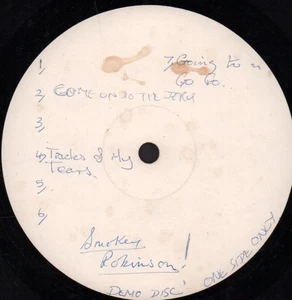 1)
7) Going to a
Go Go.
2) COME ON DO THE JERK
3)
4) Tracks of My
Tears.
5)
6)
Smokey
Robinson!
DEMO DISC!
ONE SIDE ONLY